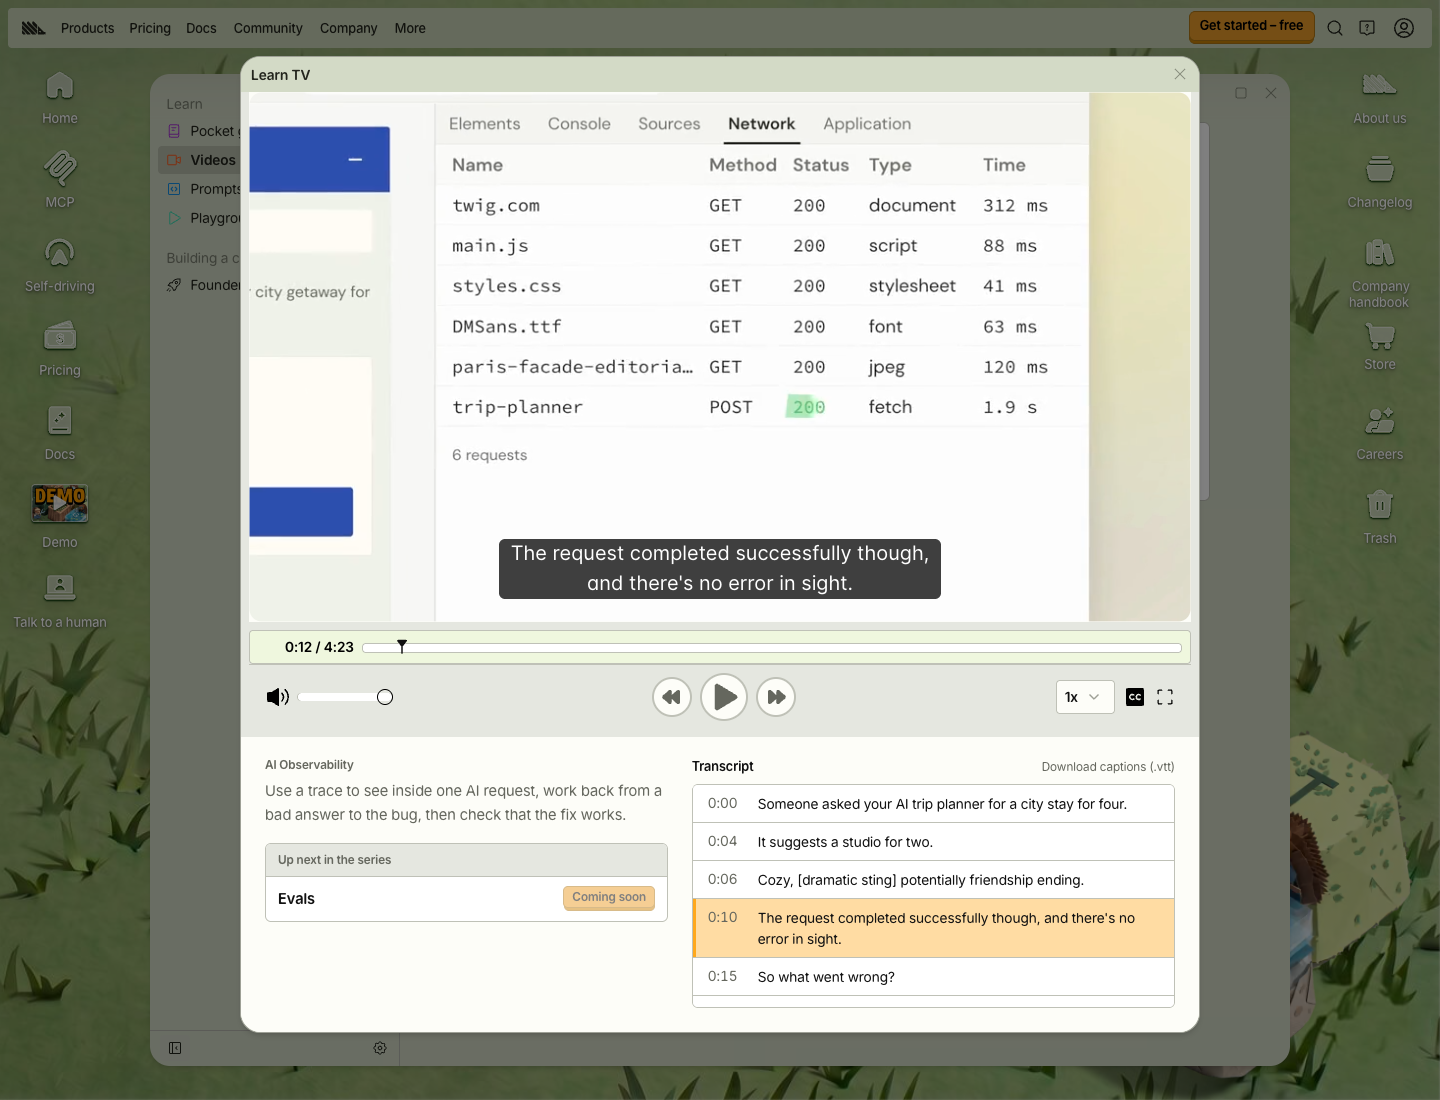 Products Pricing Docs Community Company More
Get started – free
Home
MCP
Self-driving
Pricing
Docs
DEMO
Demo
Talk to a human
Learn
Pocket g
Videos
Prompts
Playgrou
Building a c
Founder
Learn TV
city getaway for
Elements Console Sources Network Application
Name Method Status Type Time
twig.com GET 200 document 312 ms
main.js GET 200 script 88 ms
styles.css GET 200 stylesheet 41 ms
DMSans.ttf GET 200 font 63 ms
paris-facade-editoria… GET 200 jpeg 120 ms
trip-planner POST 200 fetch 1.9 s
6 requests
The request completed successfully though,
and there's no error in sight.
0:12 / 4:23
1x
CC
AI Observability
Use a trace to see inside one AI request, work back from a
bad answer to the bug, then check that the fix works.
Up next in the series
Evals Coming soon
Transcript Download captions (.vtt)
0:00 Someone asked your AI trip planner for a city stay for four.
0:04 It suggests a studio for two.
0:06 Cozy, [dramatic sting] potentially friendship ending.
0:10 The request completed successfully though, and there's no
error in sight.
0:15 So what went wrong?
About us
Changelog
Company
handbook
Store
Careers
Trash